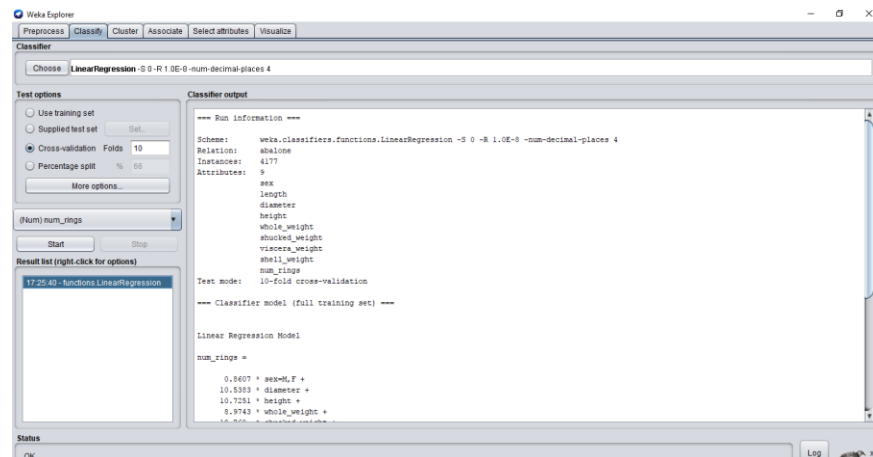 Weka Explorer
Preprocess Classify Cluster Associate Select attributes Visualize
Classifier
Choose LinearRegression -S 0 -R 1.0E-8 -num-decimal-places 4
Test options
Use training set
Supplied test set Set...
Cross-validation Folds 10
Percentage split % 66
More options...
(Num) num_rings
Start Stop
Result list (right-click for options)
17:25:40 - functions.LinearRegression
Classifier output
=== Run information ===
Scheme: weka.classifiers.functions.LinearRegression -S 0 -R 1.0E-8 -num-decimal-places 4
Relation: abalone
Instances: 4177
Attributes: 9
sex
length
diameter
height
whole_weight
shucked_weight
viscera_weight
shell_weight
num_rings
Test mode: 10-fold cross-validation
=== Classifier model (full training set) ===
Linear Regression Model
num_rings =
0.8607 * sex=M,F +
10.5383 * diameter +
10.7251 * height +
8.9743 * whole_weight +
Status
OK
Log
x